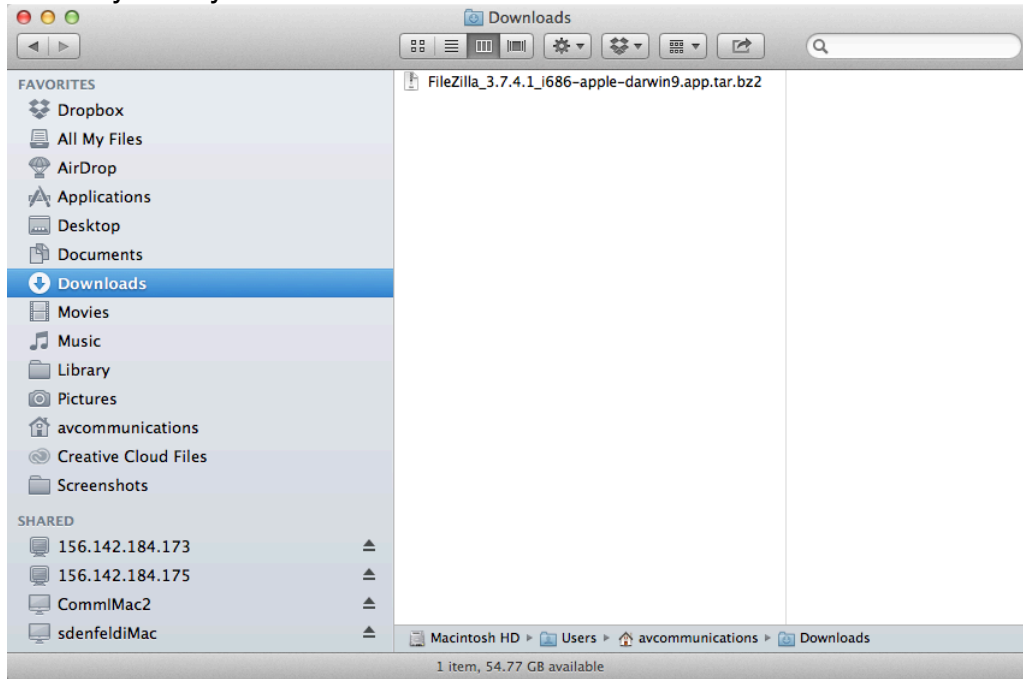 Downloads
FAVORITES
Dropbox
All My Files
AirDrop
Applications
Desktop
Documents
Downloads
Movies
Music
Library
Pictures
avcommunications
Creative Cloud Files
Screenshots
SHARED
156.142.184.173
156.142.184.175
CommlMac2
sdenfeldiMac
FileZilla_3.7.4.1_i686-apple-darwin9.app.tar.bz2
Macintosh HD ▸ Users ▸ avcommunications ▸ Downloads
1 item, 54.77 GB available